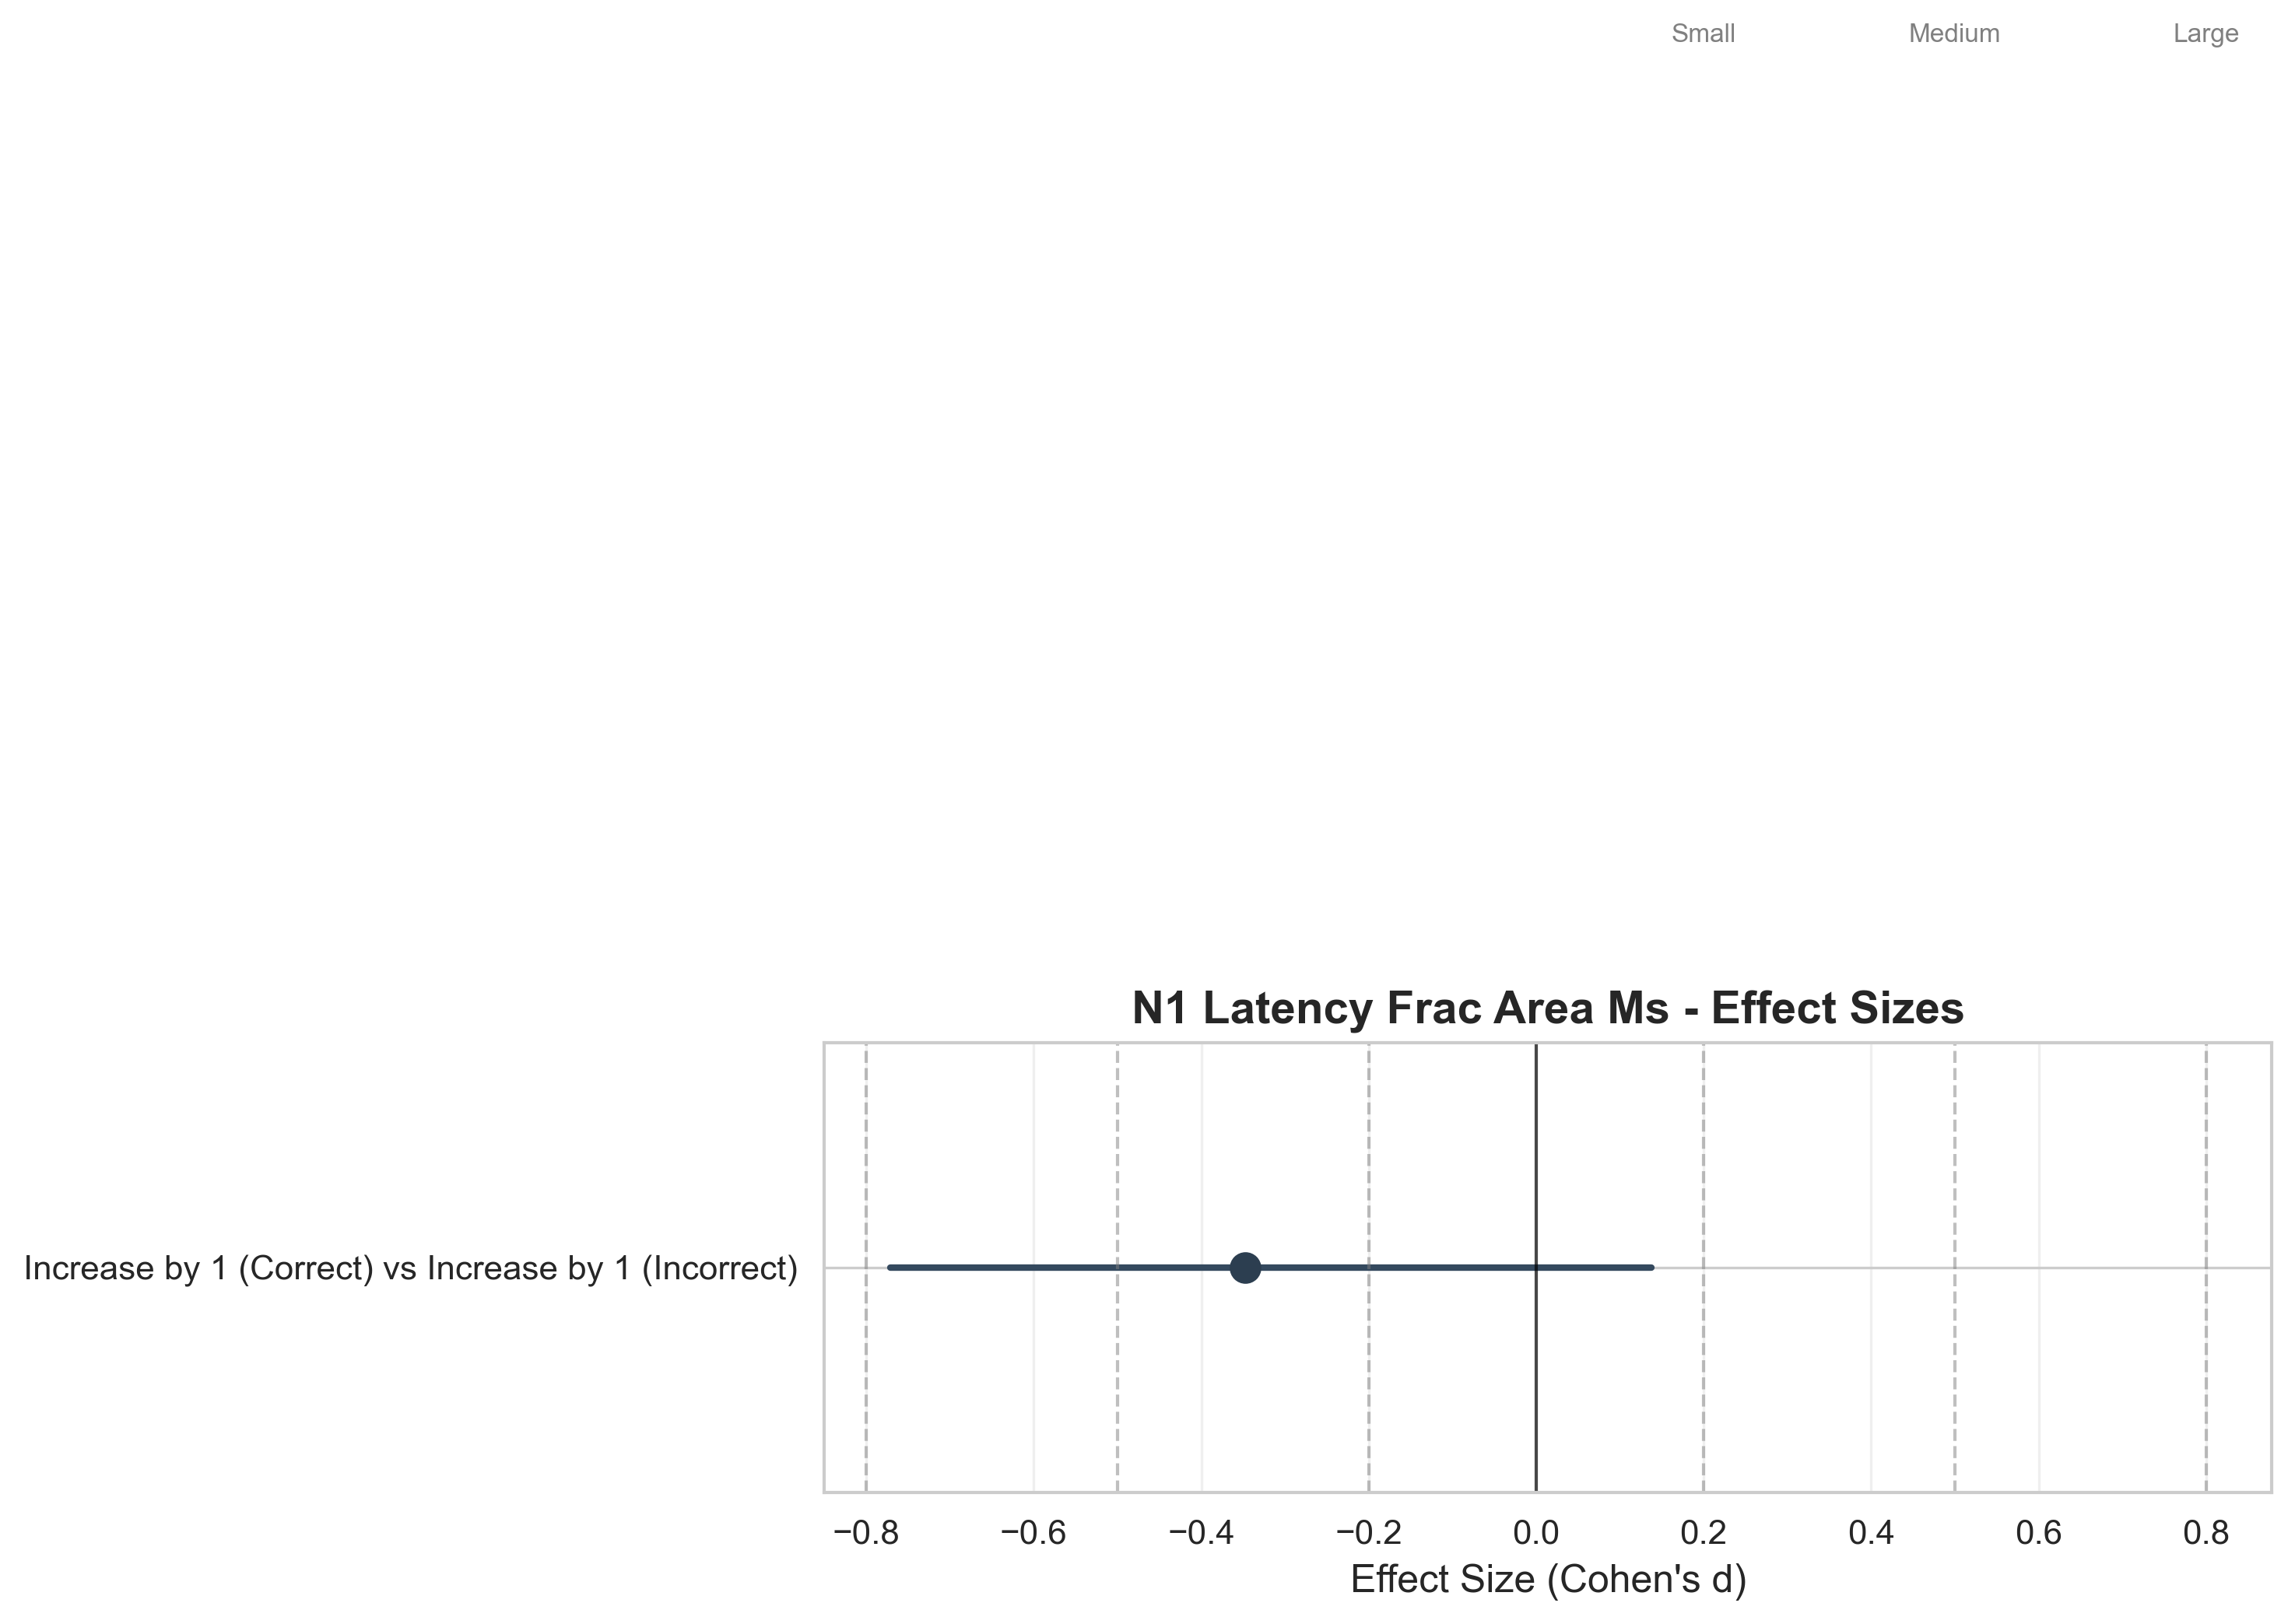 Small Medium Large
N1 Latency Frac Area Ms - Effect Sizes
Increase by 1 (Correct) vs Increase by 1 (Incorrect)
−0.8 −0.6 −0.4 −0.2 0.0 0.2 0.4 0.6 0.8
Effect Size (Cohen's d)